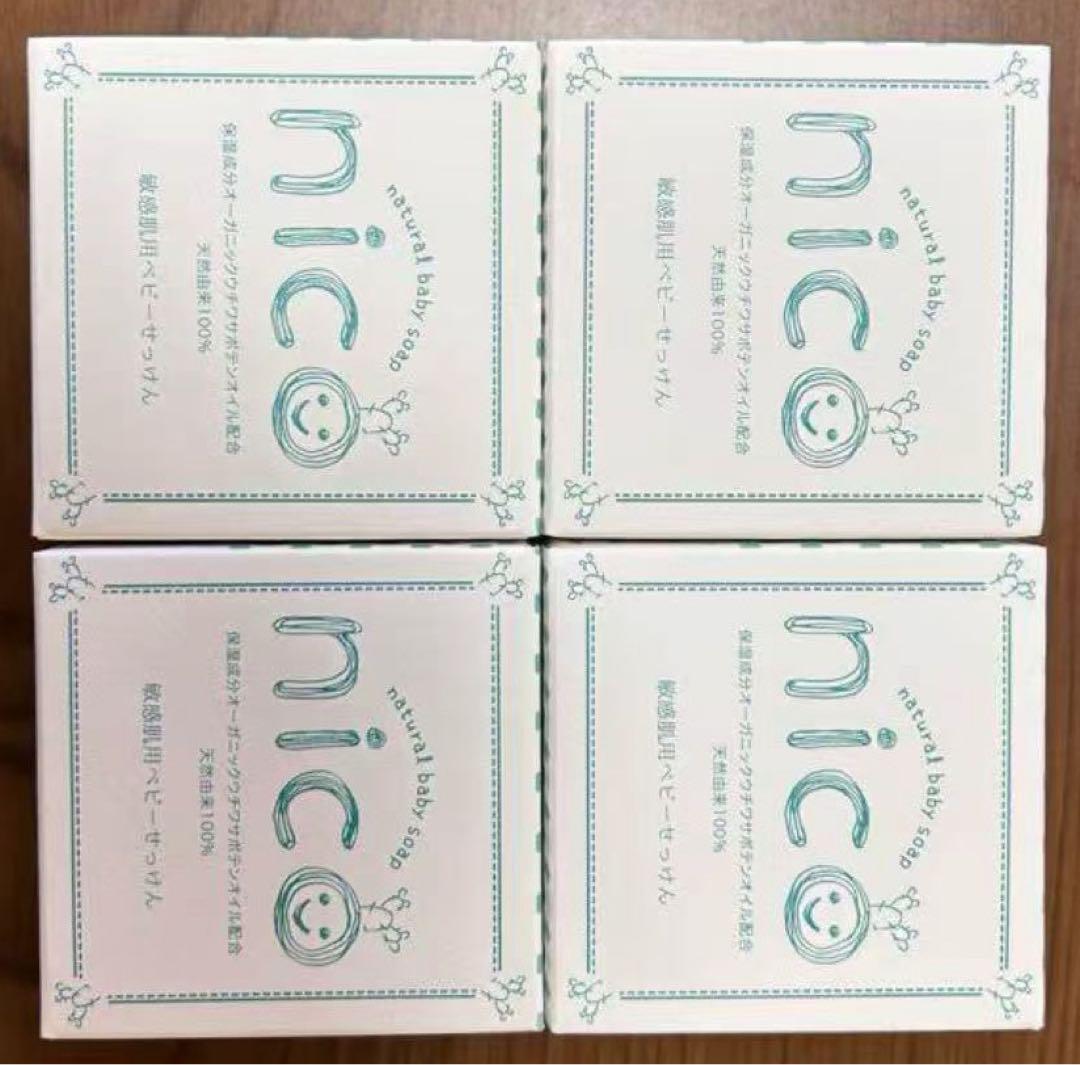 natural baby soap
nico
保湿成分オーガニックウチワサボテンオイル配合
天然由来100%
敏感肌用ベビーせっけん
natural baby soap
nico
保湿成分オーガニックウチワサボテンオイル配合
天然由来100%
敏感肌用ベビーせっけん
natural baby soap
nico
保湿成分オーガニックウチワサボテンオイル配合
天然由来100%
敏感肌用ベビーせっけん
natural baby soap
nico
保湿成分オーガニックウチワサボテンオイル配合
天然由来100%
敏感肌用ベビーせっけん